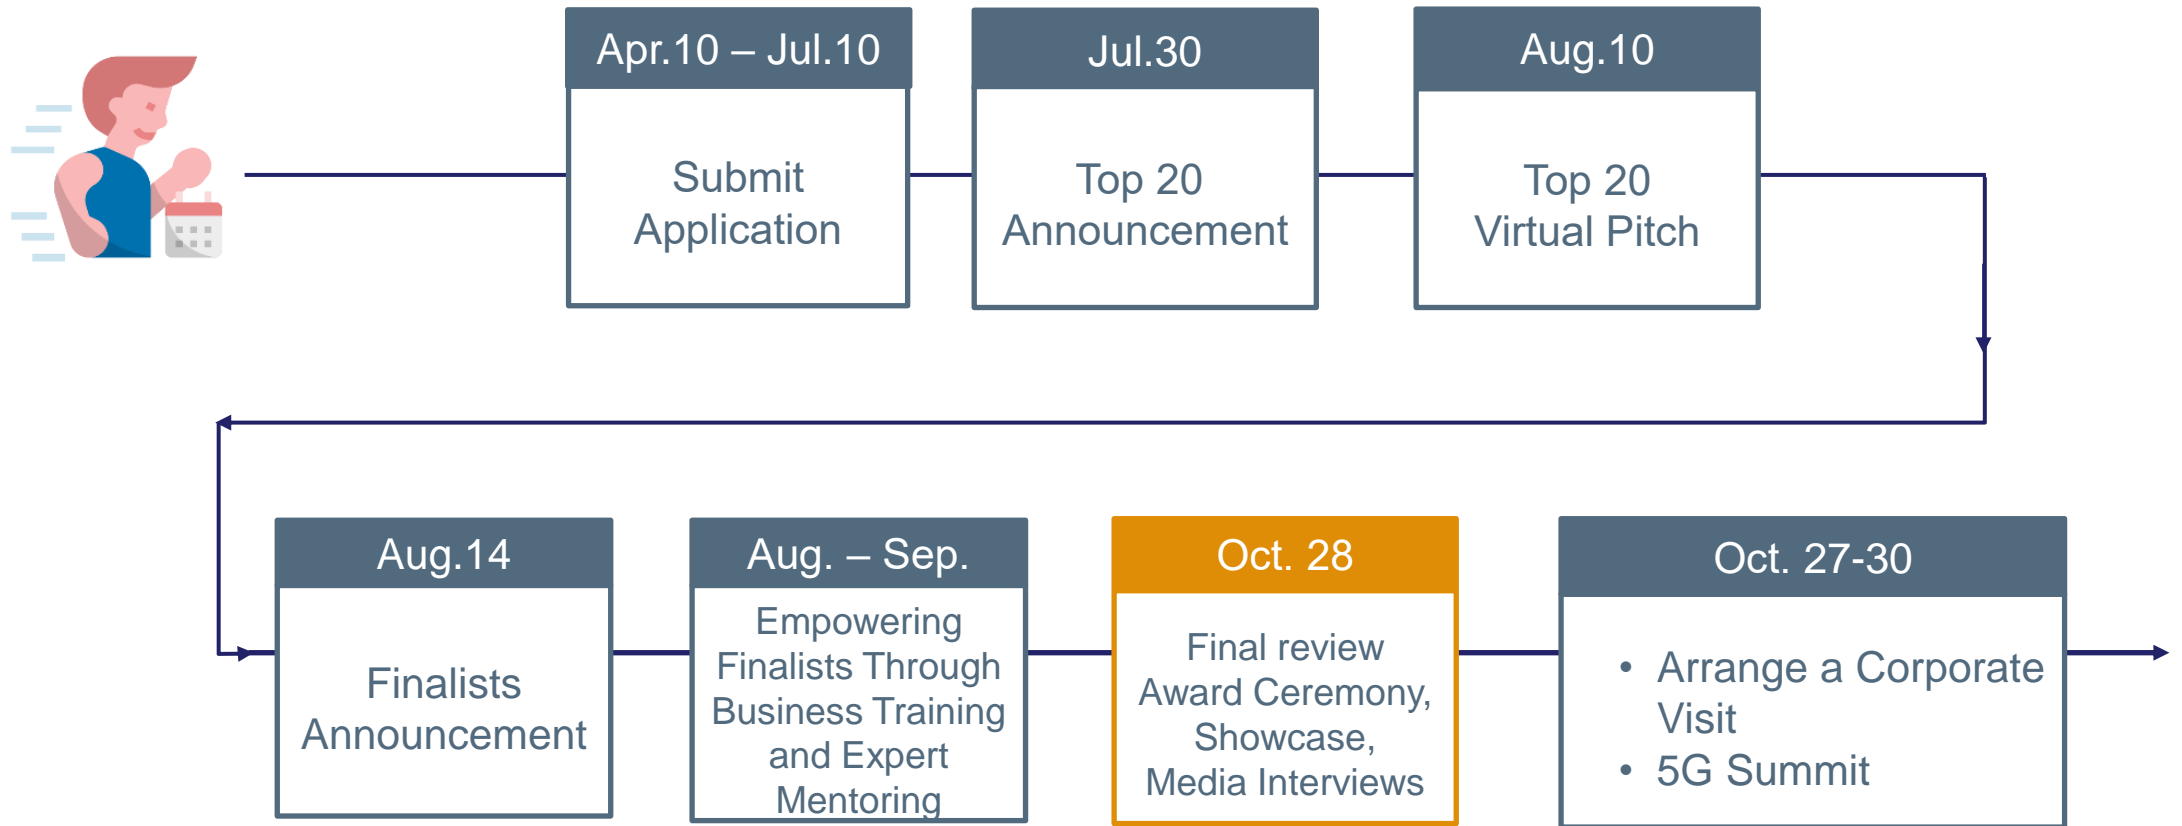 Apr.10 – Jul.10
Submit
Application
Jul.30
Top 20
Announcement
Aug.10
Top 20
Virtual Pitch
Aug.14
Finalists
Announcement
Aug. – Sep.
Empowering
Finalists Through
Business Training
and Expert
Mentoring
Oct. 28
Final review
Award Ceremony,
Showcase,
Media Interviews
Oct. 27-30
• Arrange a Corporate
Visit
• 5G Summit